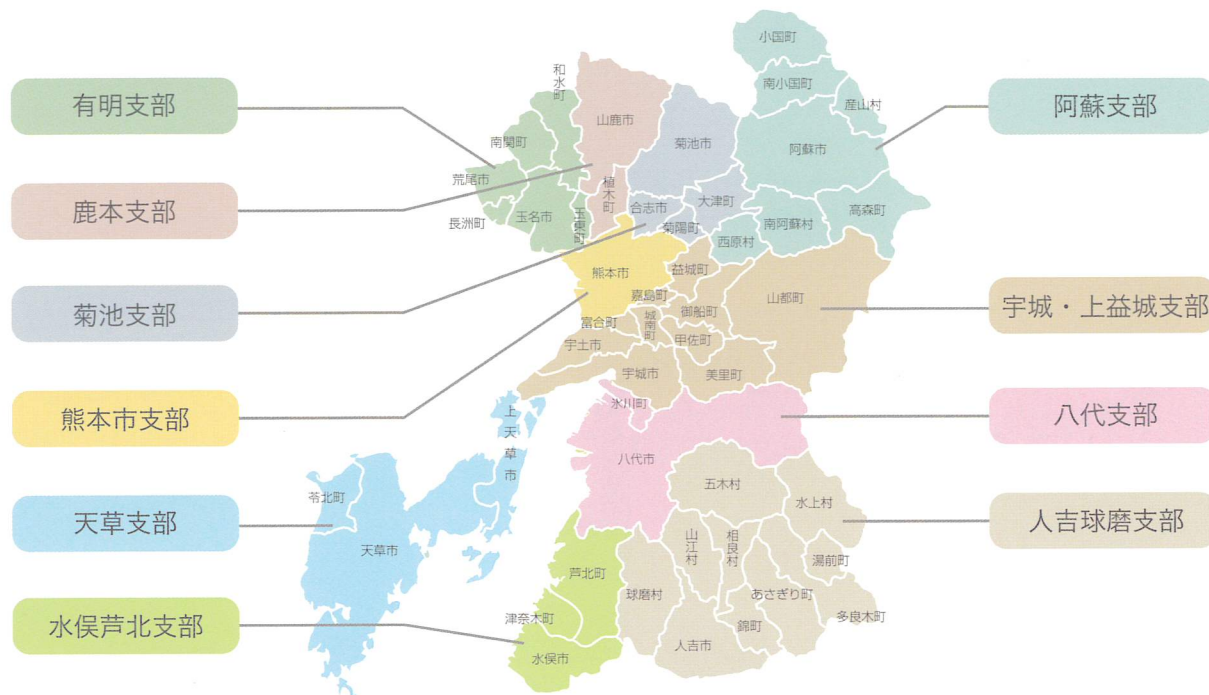 有明支部
鹿本支部
菊池支部
熊本市支部
天草支部
水俣芦北支部
阿蘇支部
宇城・上益城支部
八代支部
人吉球磨支部
小国町
南小国町
産山村
阿蘇市
高森町
南阿蘇村
西原村
和水町
南関町
荒尾市
長洲町
玉名市
玉東町
山鹿市
植木町
菊池市
合志市
大津町
菊陽町
熊本市
益城町
嘉島町
御船町
山都町
富合町
城南町
甲佐町
宇土市
宇城市
美里町
氷川町
八代市
上天草市
苓北町
天草市
五木村
水上村
山江村
相良村
湯前町
あさぎり町
多良木町
球磨村
錦町
人吉市
芦北町
津奈木町
水俣市